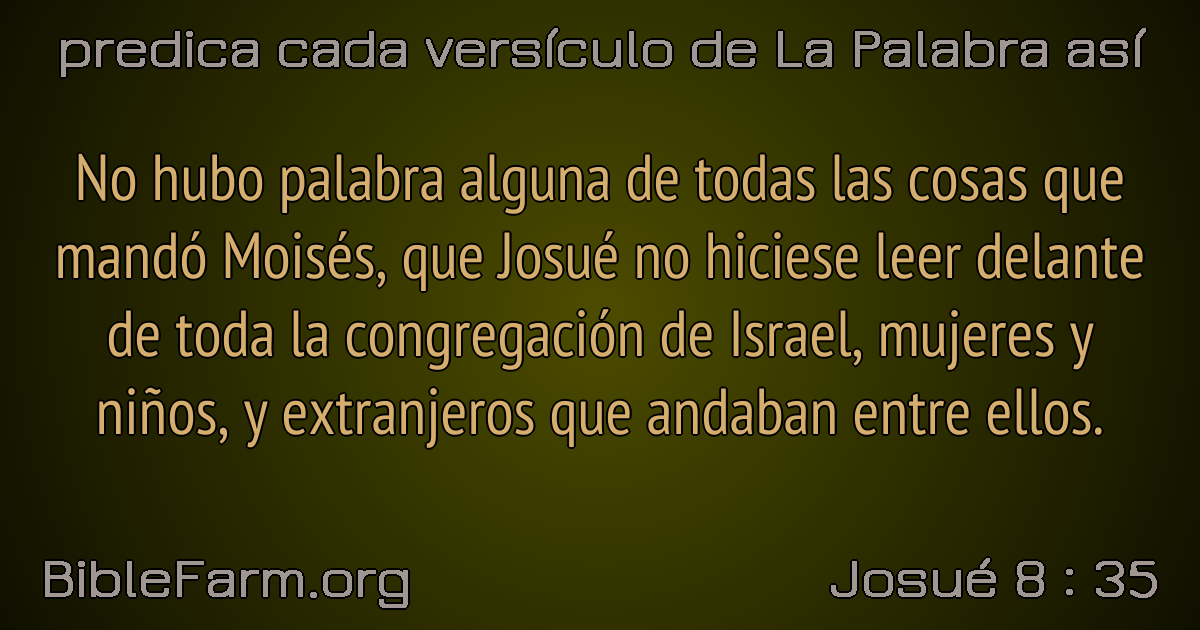 predica cada versículo de La Palabra así
No hubo palabra alguna de todas las cosas que
mandó Moisés, que Josué no hiciese leer delante
de toda la congregación de Israel, mujeres y
niños, y extranjeros que andaban entre ellos.
BibleFarm.org
Josué 8 : 35